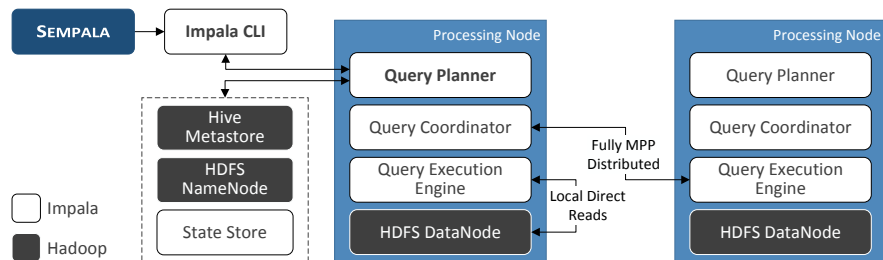 SEMPALA
Impala CLI
Processing Node
Processing Node
Query Planner
Query Planner
Hive
Metastore
Query Coordinator
Query Coordinator
Fully MPP
Distributed
HDFS
NameNode
Query Execution
Engine
Query Execution
Engine
Local Direct
Reads
Impala
State Store
HDFS DataNode
HDFS DataNode
Hadoop